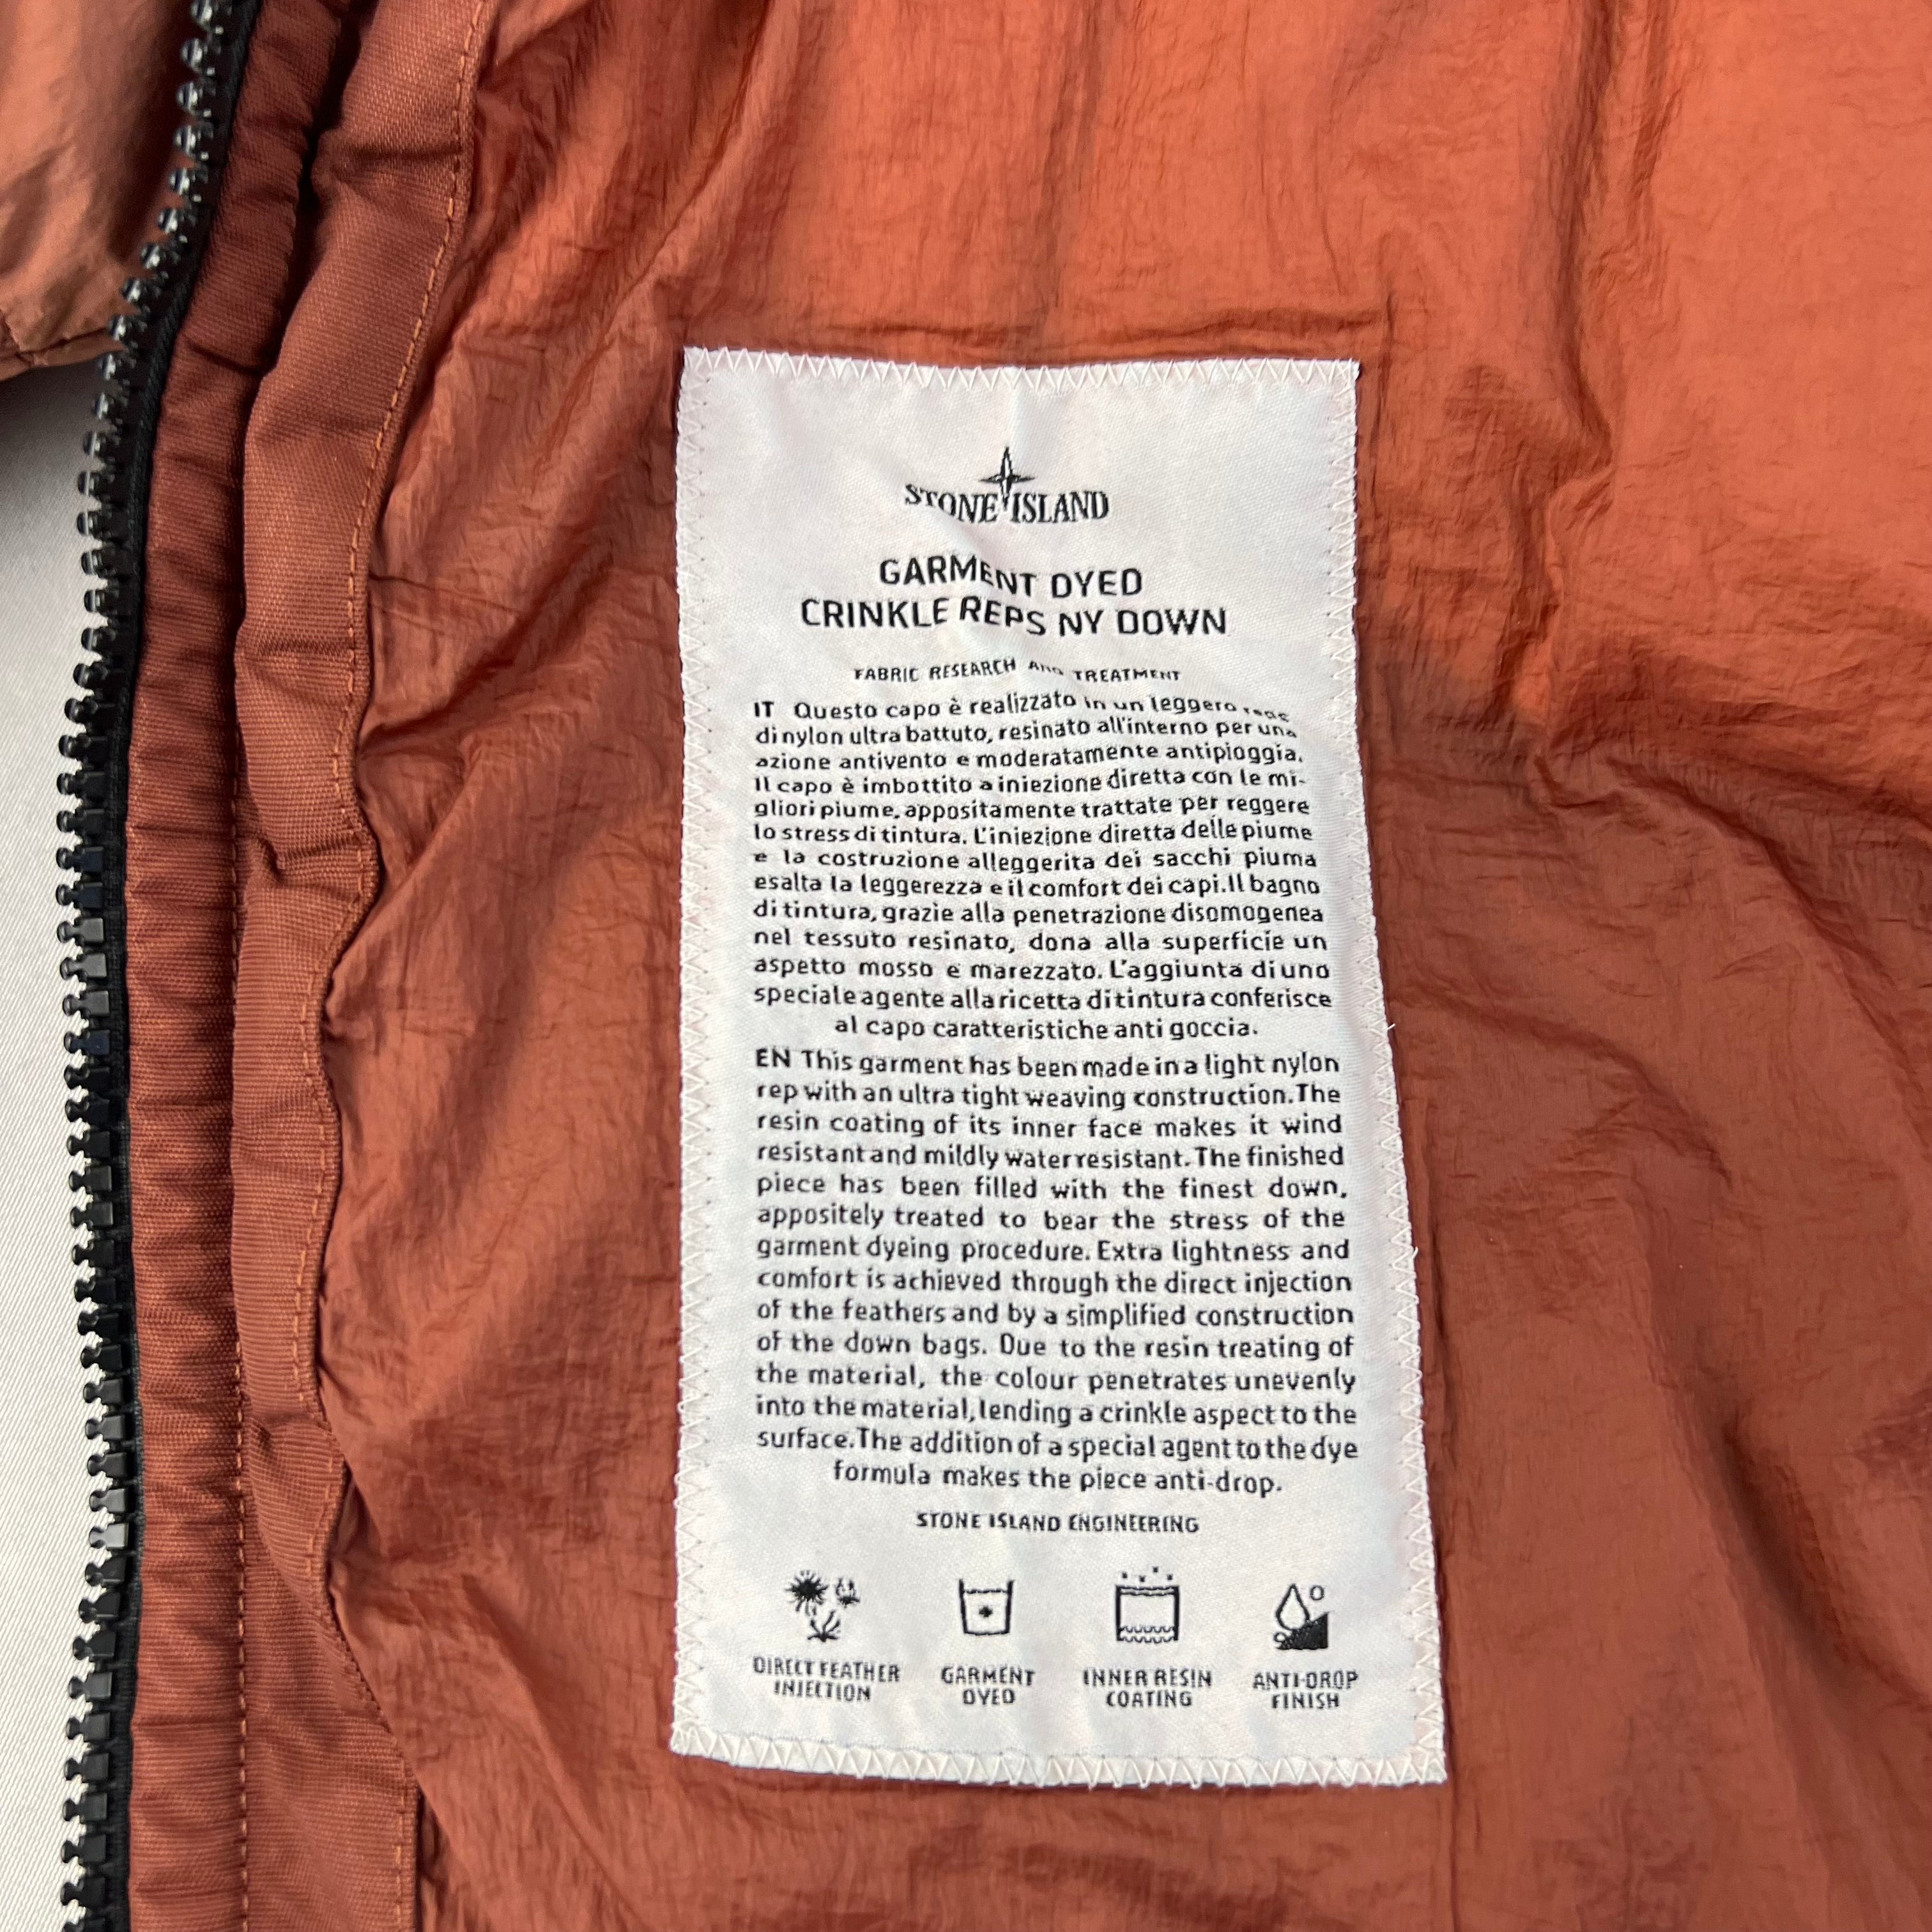 STONE ISLAND
GARMENT DYED
CRINKLE REPS NY DOWN
FABRIC RESEARCH AND TREATMENT
IT Questo capo è realizzato in un leggero
di nylon ultra battuto, resinato all'interno per una
azione antivento e moderatamente antipioggia.
Il capo è imbottito a iniezione diretta con le mi-
gliori piume, appositamente trattate per reggere
lo stress di tintura. L'iniezione diretta delle piume
e la costruzione alleggerita dei sacchi piuma
esalta la leggerezza e il comfort dei capi. Il bagno
di tintura, grazie alla penetrazione disomogenea
nel tessuto resinato, dona alla superficie un
aspetto mosso e marezzato. L'aggiunta di uno
speciale agente alla ricetta di tintura conferisce
al capo caratteristiche anti goccia.
EN This garment has been made in a light nylon
rep with an ultra tight weaving construction. The
resin coating of its inner face makes it wind
resistant and mildly water resistant. The finished
piece has been filled with the finest down,
appositely treated to bear the stress of the
garment dyeing procedure. Extra lightness and
comfort is achieved through the direct injection
of the feathers and by a simplified construction
of the down bags. Due to the resin treating of
the material, the colour penetrates unevenly
into the material, lending a crinkle aspect to the
surface. The addition of a special agent to the dye
formula makes the piece anti-drop.
STONE ISLAND ENGINEERING
DIRECT FEATHER GARMENT INNER RESIN ANTI-DROP
INJECTION DYED COATING FINISH